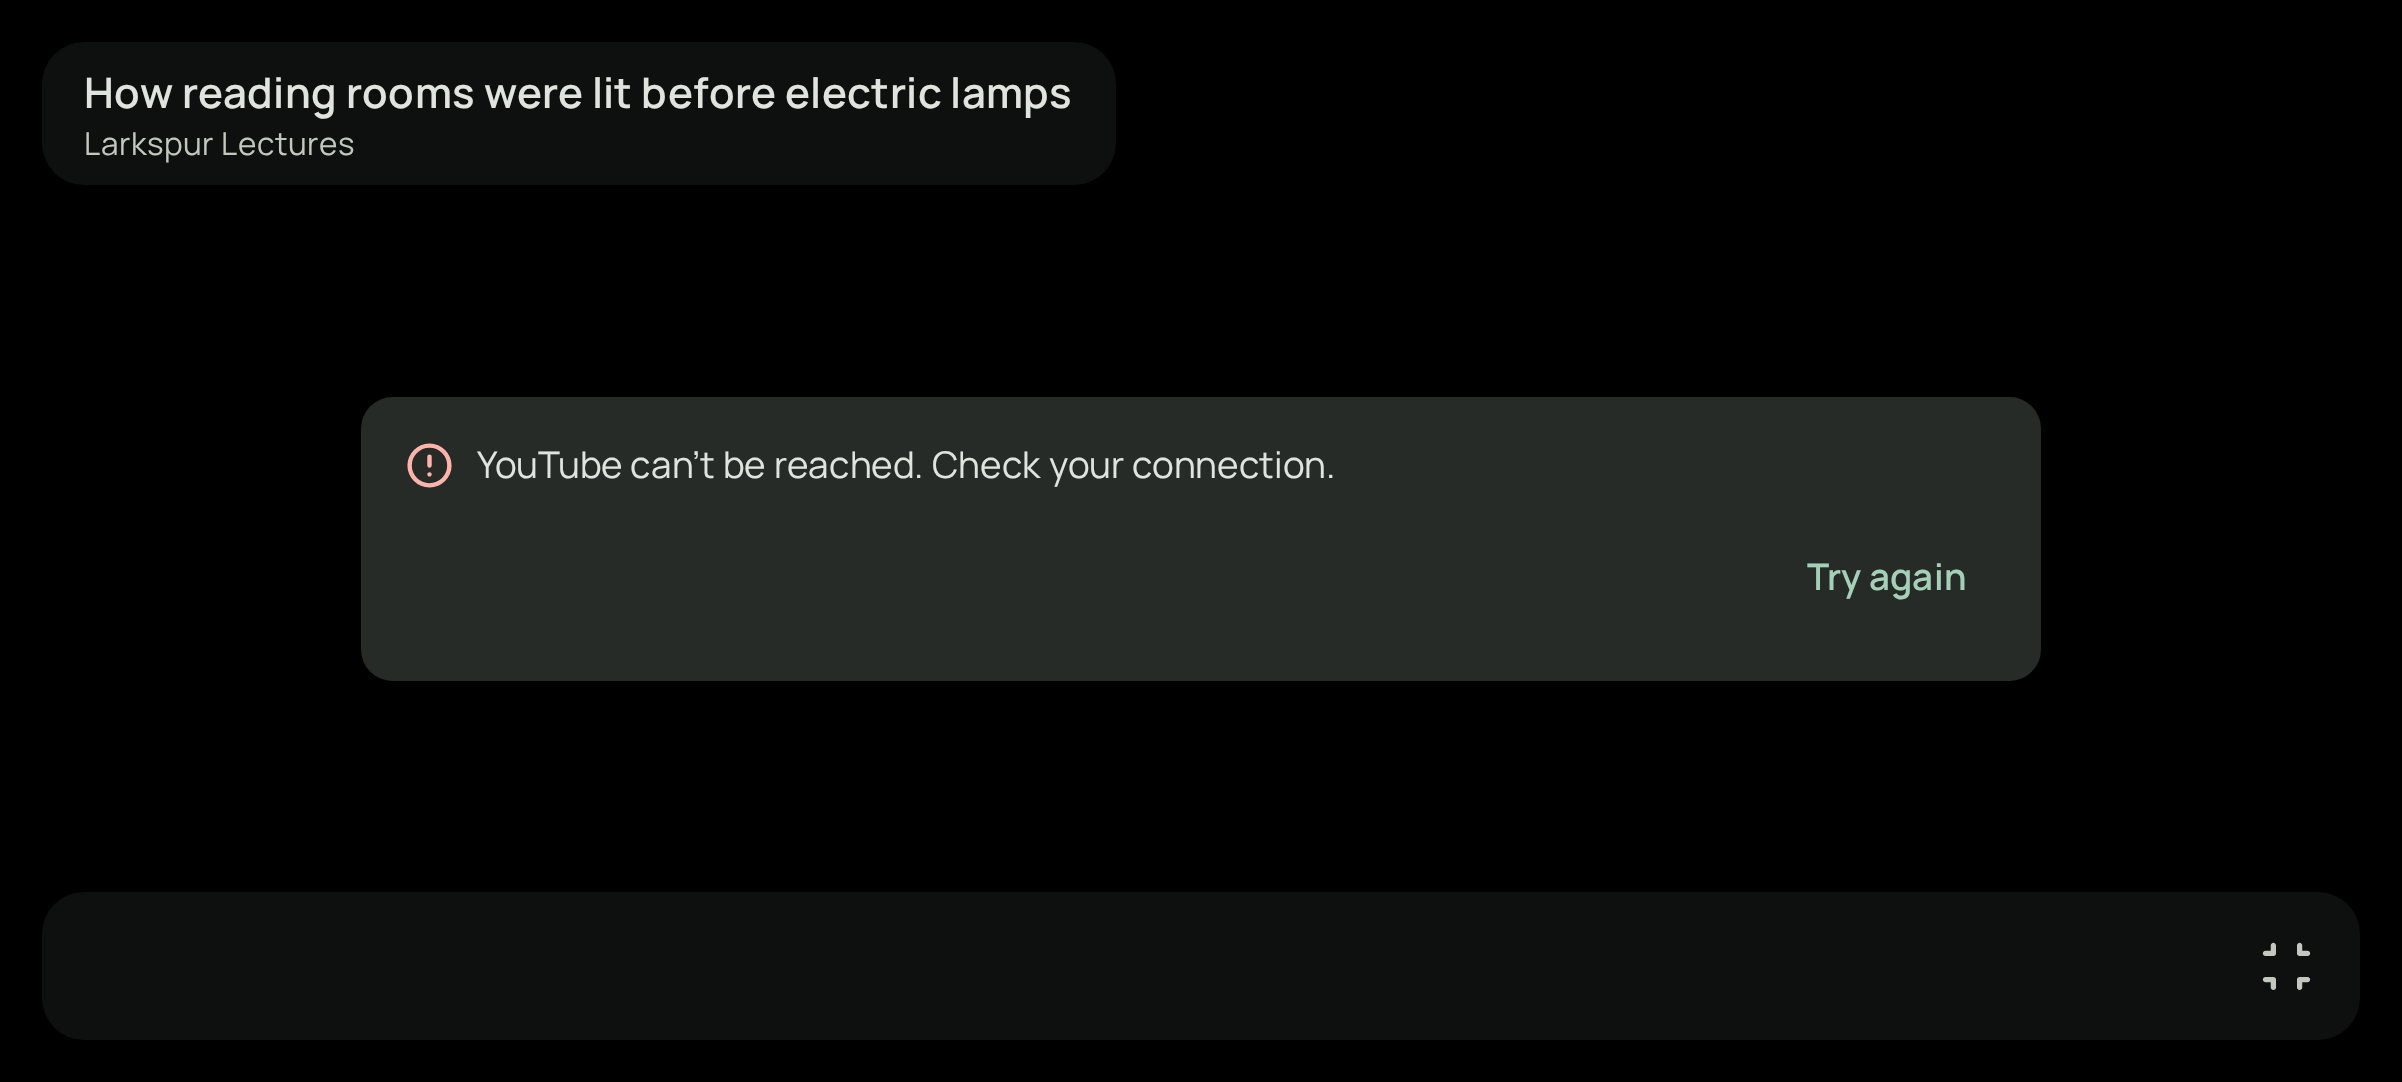 How reading rooms were lit before electric lamps
Larkspur Lectures
YouTube can’t be reached. Check your connection.
Try again